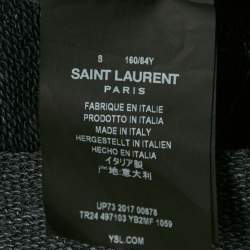 S 160/84Y
SAINT LAURENT
PARIS
FABRIQUE EN ITALIE
PRODOTTO IN ITALIA
MADE IN ITALY
HERGESTELLT IN ITALIEN
HECHO EN ITALIA
イタリア製
产地:意大利
UP73 2017 00878
TR24 497103 YB2MF 1059
YSL.COM